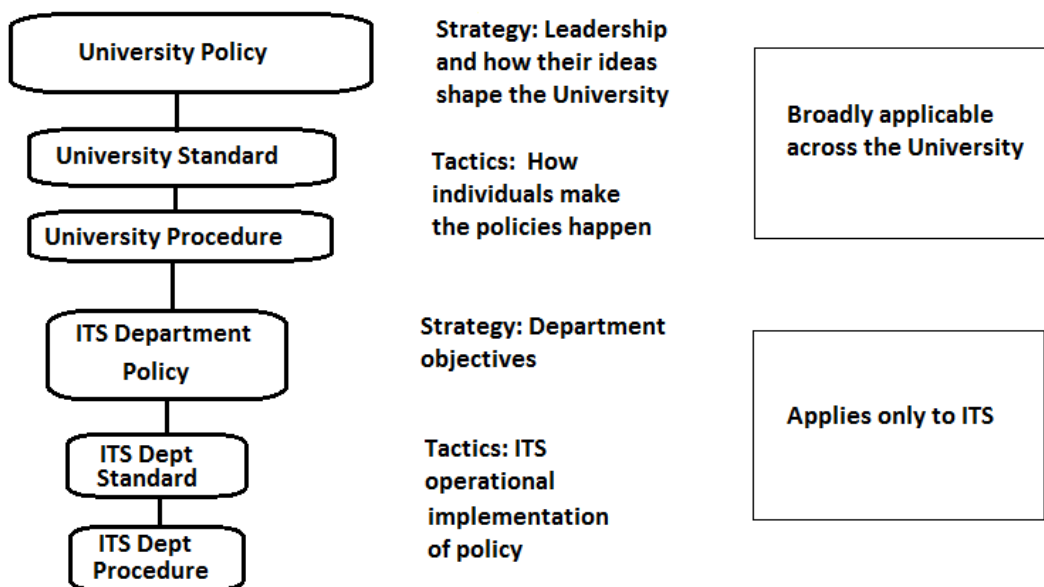 University Policy
Strategy: Leadership
and how their ideas
shape the University
Broadly applicable
across the University
University Standard
Tactics:  How
individuals make
the policies happen
University Procedure
ITS Department
Policy
Strategy: Department
objectives
Applies only to ITS
ITS Dept
Standard
Tactics: ITS
operational
implementation
of policy
ITS Dept
Procedure